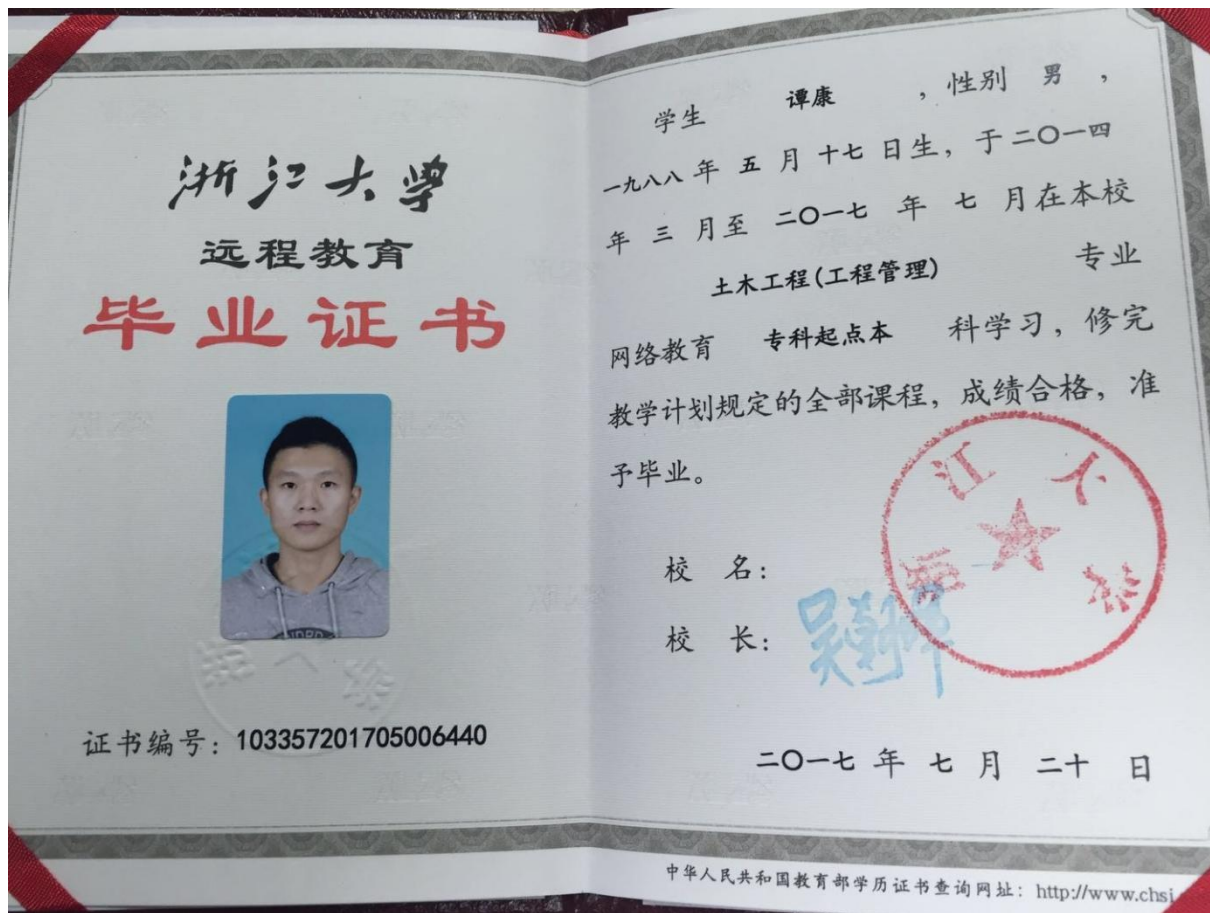 浙江大学
远程教育
毕业证书
证书编号：103357201705006440
学生 谭康 ，性别 男 ，
一九八八 年 五 月 十七 日生，于 二〇一四
年 三 月至 二〇一七 年 七 月在本校
土木工程(工程管理) 专业
网络教育 专科起点本 科学习，修完
教学计划规定的全部课程，成绩合格，准
予毕业。
校 名：
浙江大学
校 长：
二〇一七 年 七 月 二十 日
中华人民共和国教育部学历证书查询网址：http://www.chsi